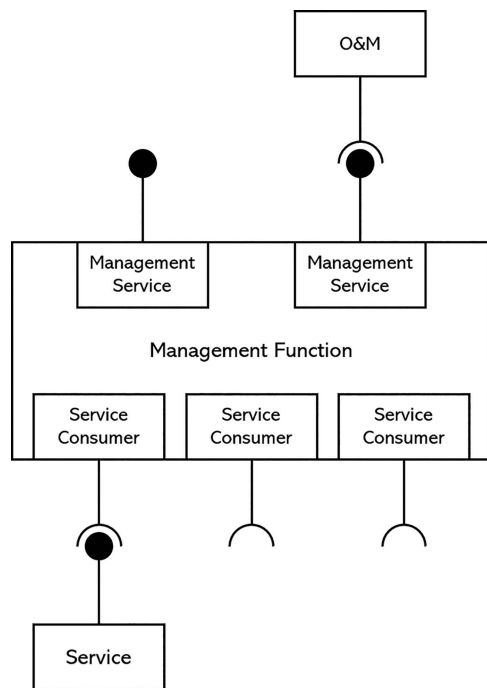 O&M
Management
Service
Management
Service
Management Function
Service
Consumer
Service
Consumer
Service
Consumer
Service